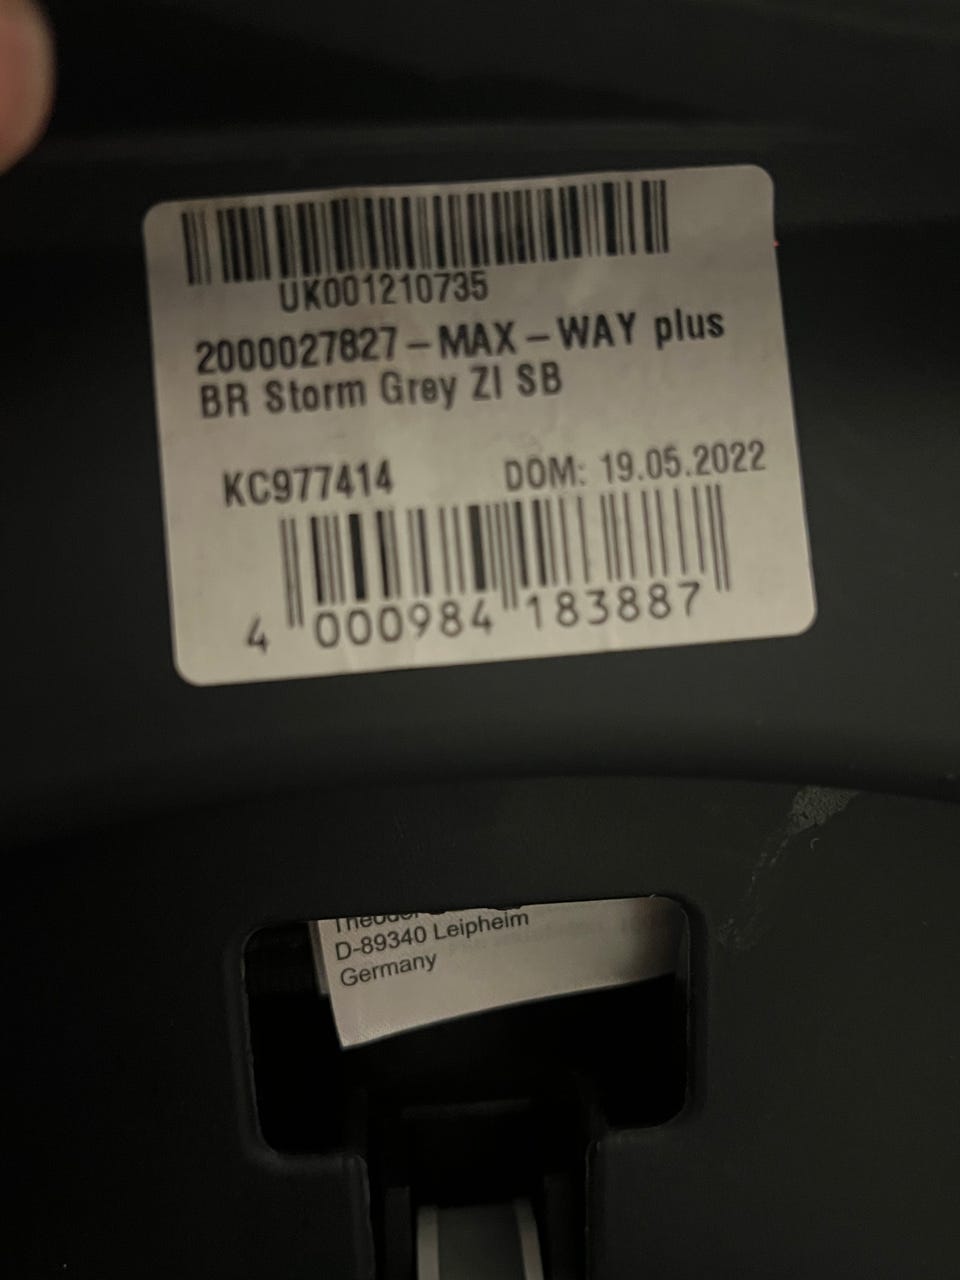 UK001210735
2000027827-MAX-WAY plus
BR Storm Grey ZI SB
KC977414 DOM: 19.05.2022
4 000984 183887
D-89340 Leipheim
Germany